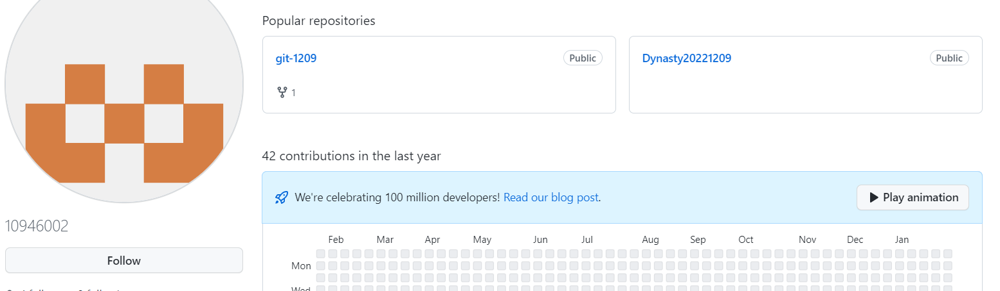 Popular repositories
git-1209
Public
1
Dynasty20221209
Public
42 contributions in the last year
We're celebrating 100 million developers! Read our blog post.
Play animation
10946002
Follow
Feb Mar Apr May Jun Jul Aug Sep Oct Nov Dec Jan
Mon
Wed